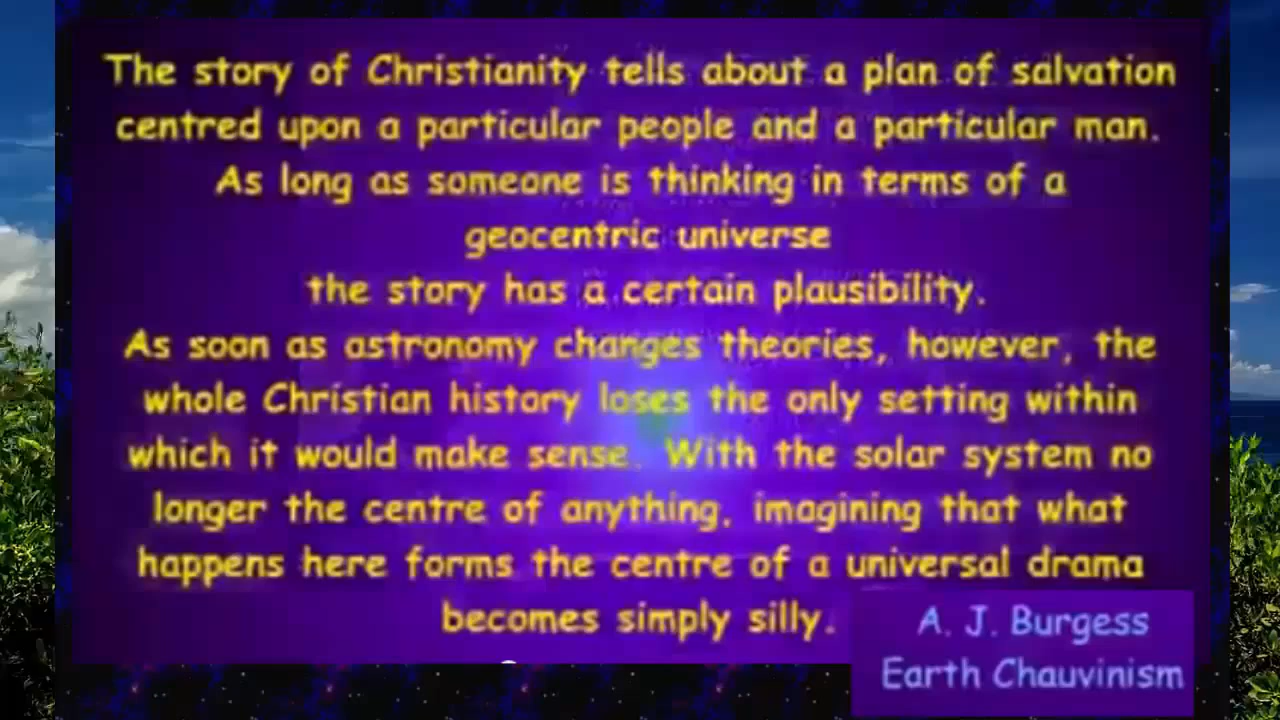 The story of Christianity tells about a plan of salvation
centred upon a particular people and a particular man.
As long as someone is thinking in terms of a
geocentric universe
the story has a certain plausibility.
As soon as astronomy changes theories, however, the
whole Christian history loses the only setting within
which it would make sense. With the solar system no
longer the centre of anything, imagining that what
happens here forms the centre of a universal drama
becomes simply silly.
A. J. Burgess
Earth Chauvinism